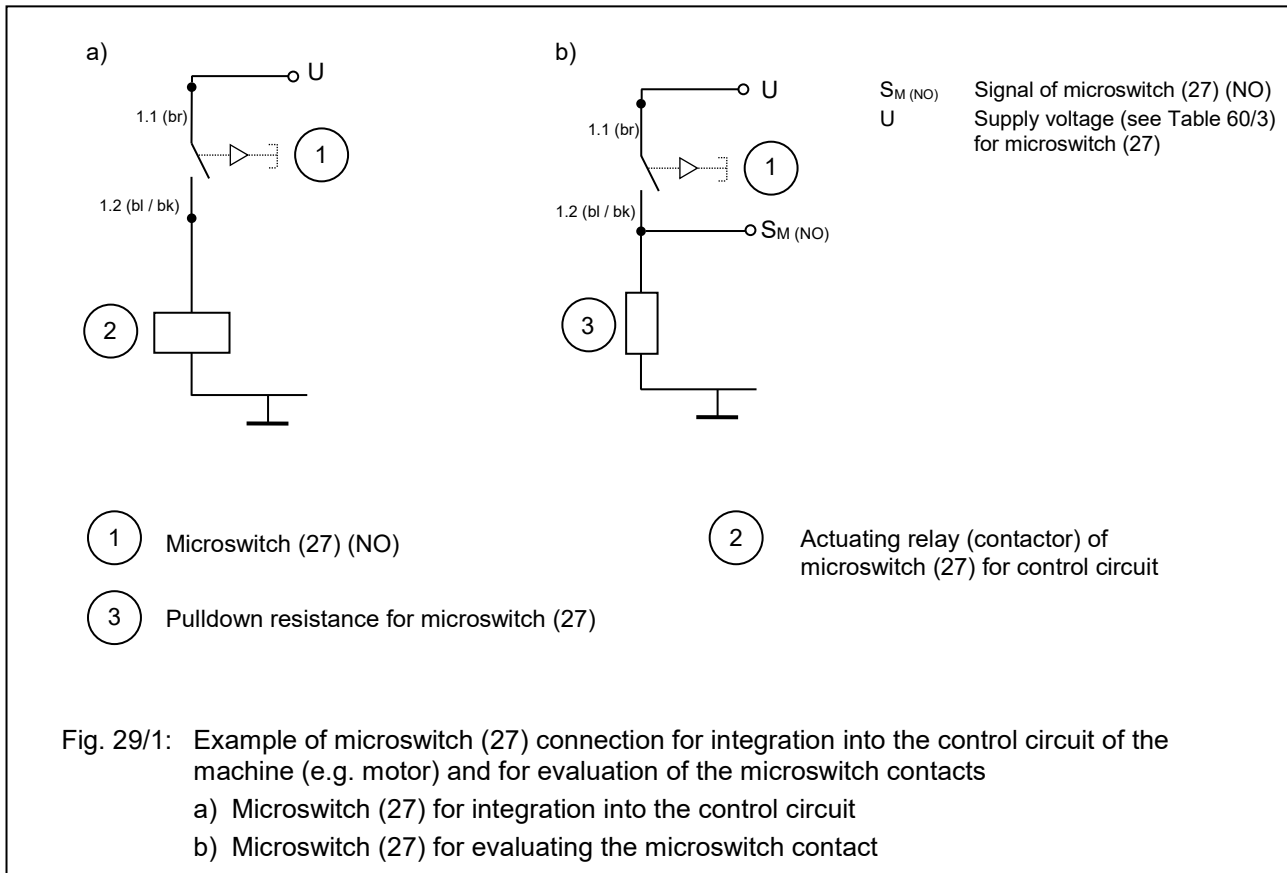 a)
U
1.1 (br)
1
1.2 (bl / bk)
2
b)
U
1.1 (br)
1
1.2 (bl / bk)
SM (NO)
3
SM (NO) Signal of microswitch (27) (NO)
U Supply voltage (see Table 60/3)
for microswitch (27)
1 Microswitch (27) (NO)
2 Actuating relay (contactor) of
microswitch (27) for control circuit
3 Pulldown resistance for microswitch (27)
Fig. 29/1: Example of microswitch (27) connection for integration into the control circuit of the
machine (e.g. motor) and for evaluation of the microswitch contacts
a) Microswitch (27) for integration into the control circuit
b) Microswitch (27) for evaluating the microswitch contact